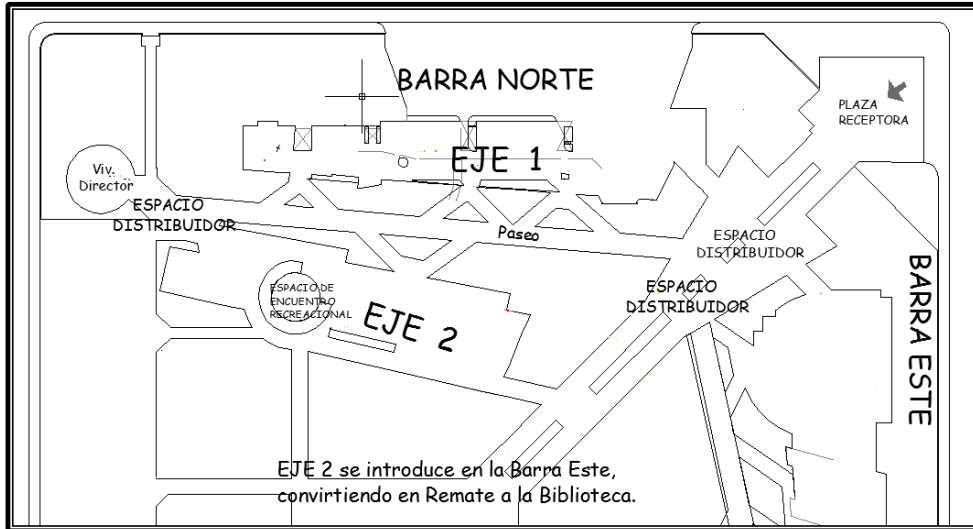 BARRA NORTE
PLAZA
RECEPTORA
EJE 1
Viv.
Director
ESPACIO
DISTRIBUIDOR
Paseo
ESPACIO
DISTRIBUIDOR
ESPACIO
DISTRIBUIDOR
BARRA ESTE
ESPACIO DE
ENCUENTRO
RECREACIONAL
EJE 2
EJE 2 se introduce en la Barra Este,
convirtiendo en Remate a la Biblioteca.